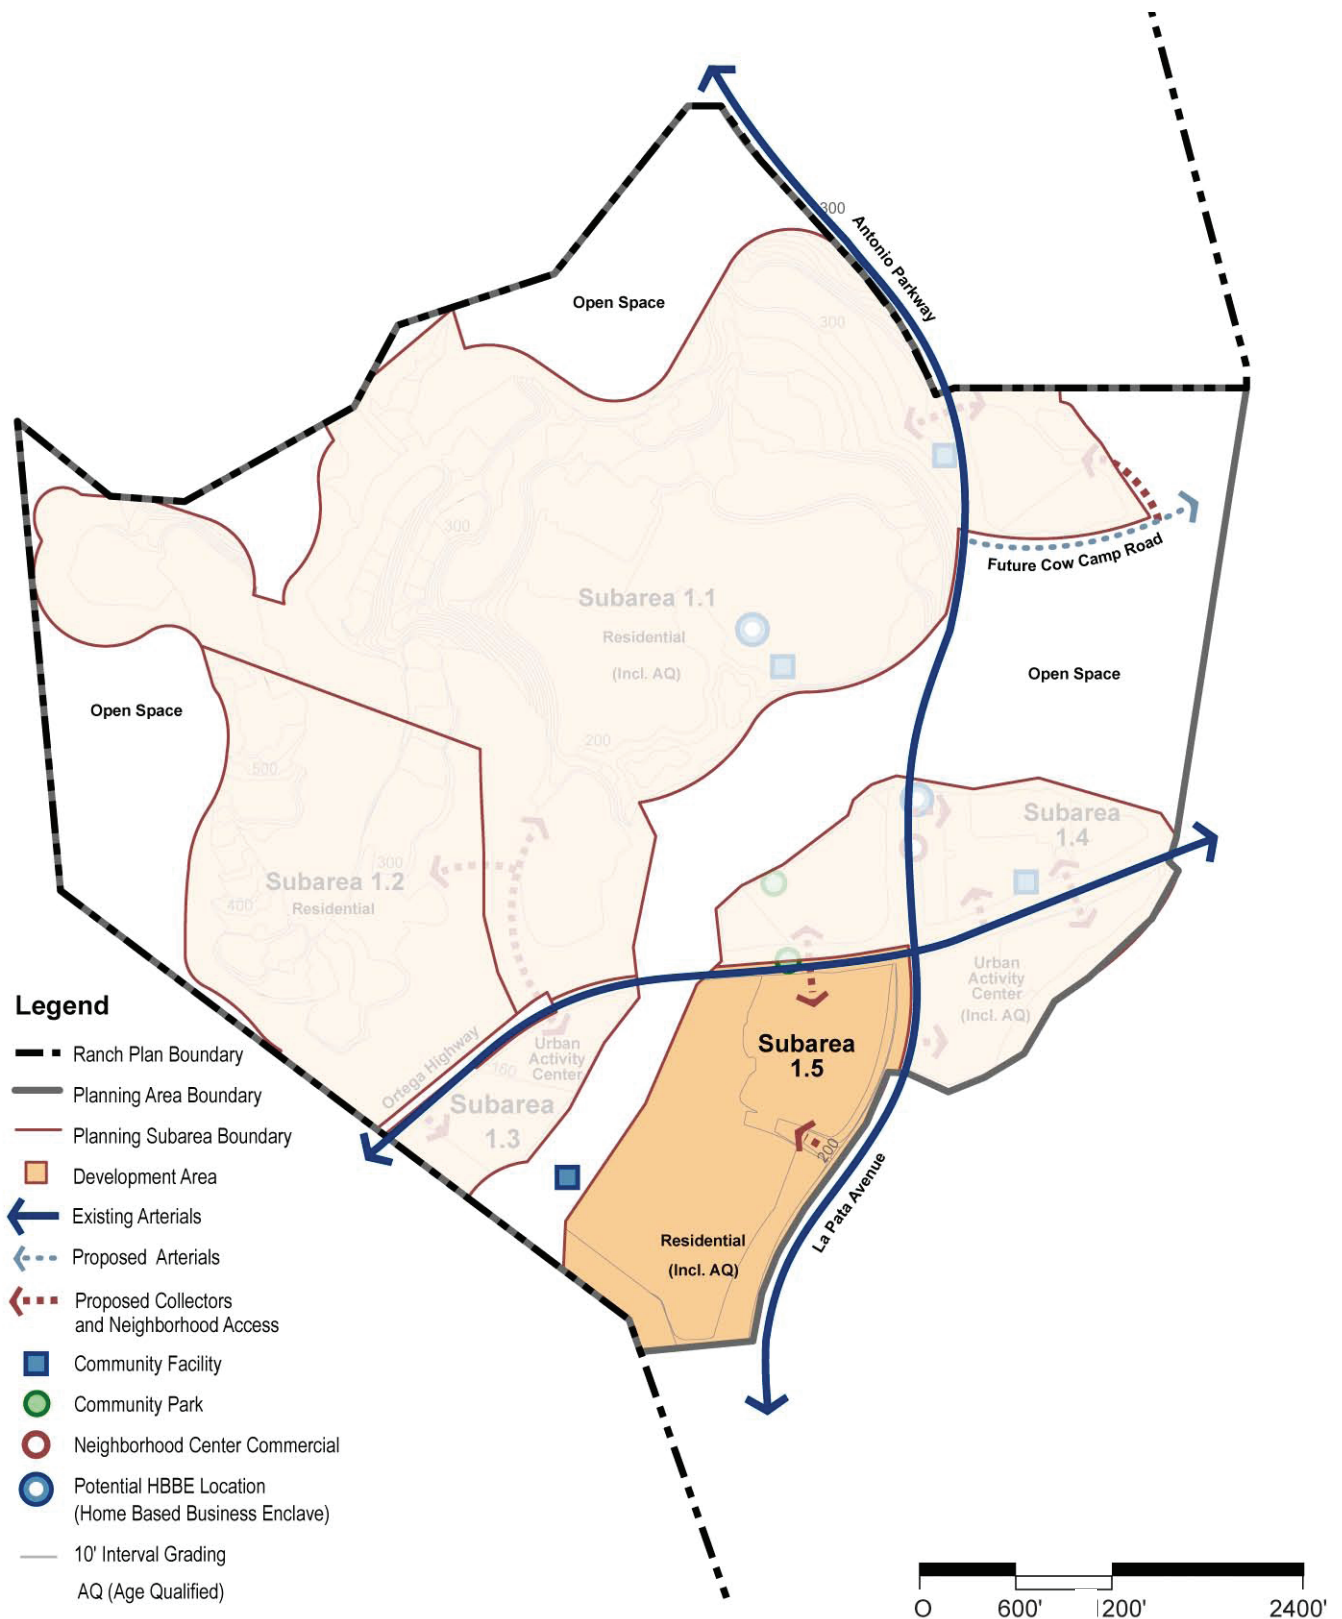 300
Antonio Parkway
Open Space
300
300
Future Cow Camp Road
Subarea 1.1
Residential
(Incl. AQ)
Open Space
Open Space
200
500
Subarea
1.4
300
Subarea 1.2
Residential
400
Urban
Activity
Center
(Incl. AQ)
Legend
Ranch Plan Boundary
Planning Area Boundary
Planning Subarea Boundary
Development Area
Existing Arterials
Proposed Arterials
Proposed Collectors
and Neighborhood Access
Community Facility
Community Park
Neighborhood Center Commercial
Potential HBBE Location
(Home Based Business Enclave)
10' Interval Grading
AQ (Age Qualified)
Ortega Highway
Urban
Activity
Center
160
Subarea
1.3
Subarea
1.5
200
La Pata Avenue
Residential
(Incl. AQ)
O 600' 1200' 2400'